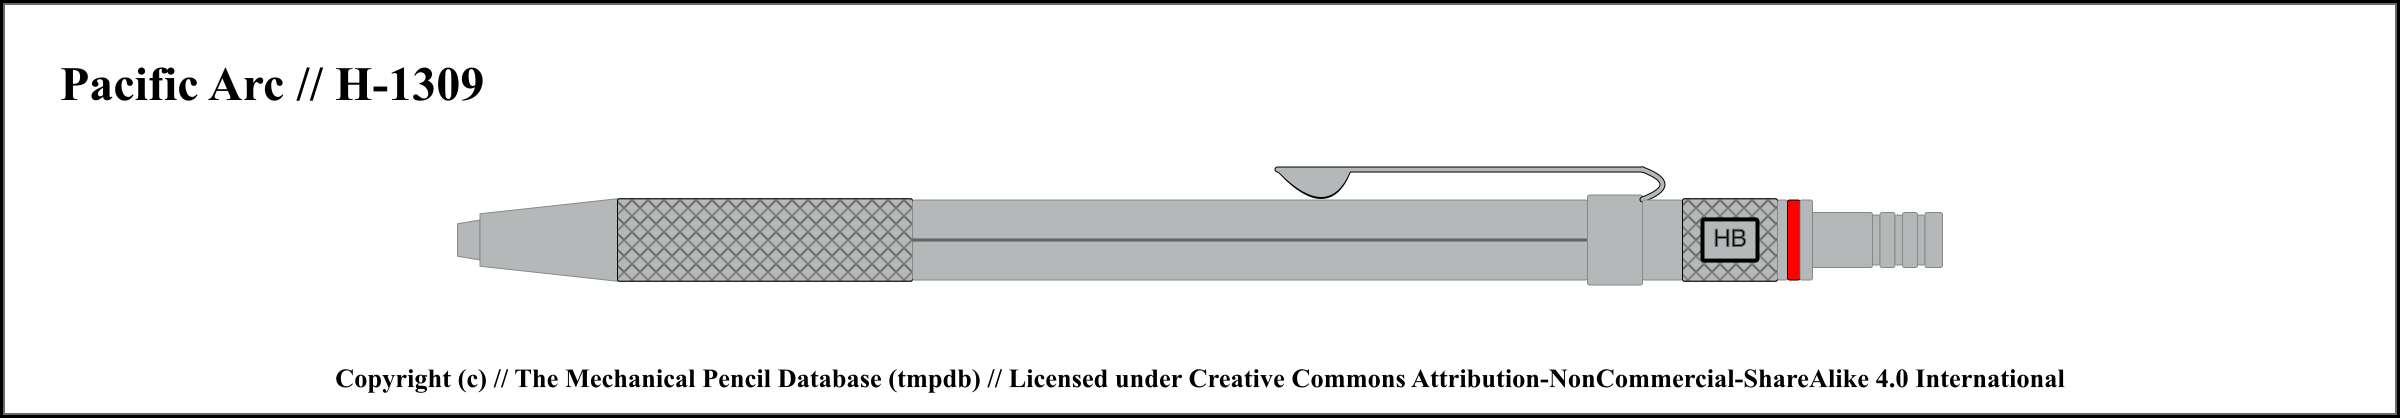 Pacific Arc // H-1309
HB
Copyright (c) // The Mechanical Pencil Database (tmpdb) // Licensed under Creative Commons Attribution-NonCommercial-ShareAlike 4.0 International